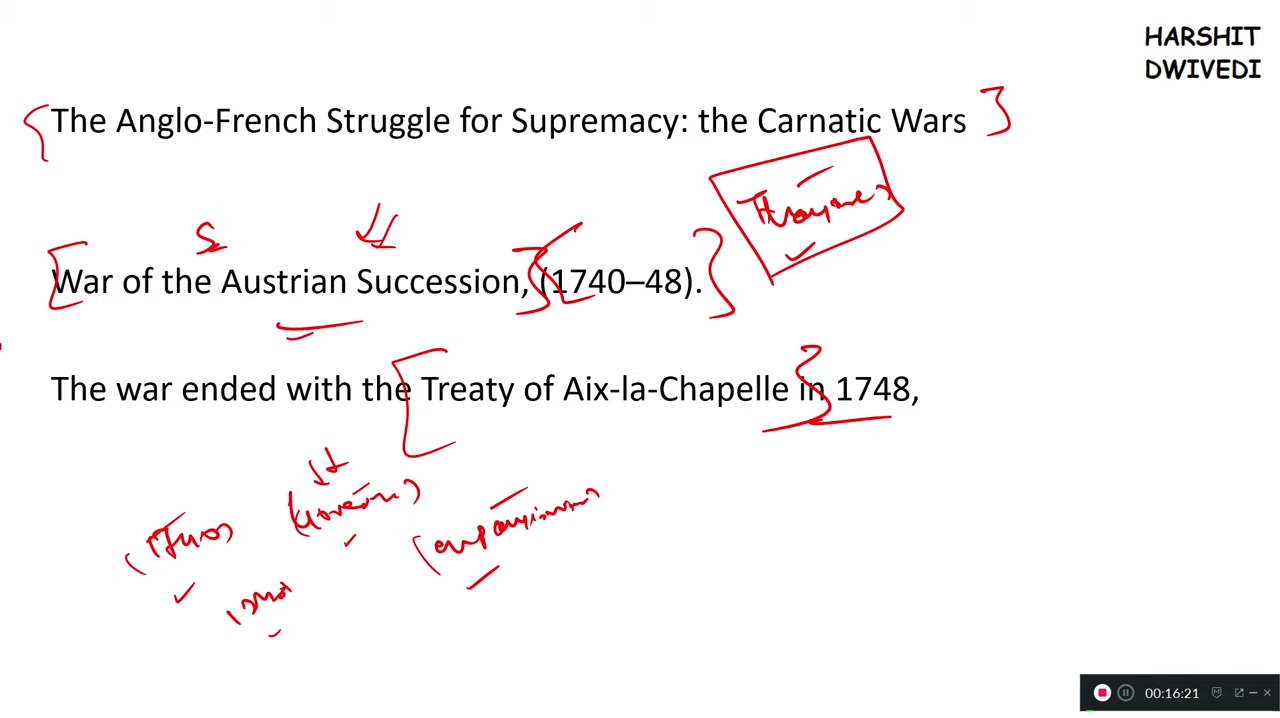 HARSHIT
DWIVEDI
The Anglo-French Struggle for Supremacy: the Carnatic Wars
War of the Austrian Succession, (1740–48).
The war ended with the Treaty of Aix-la-Chapelle in 1748,
00:16:21